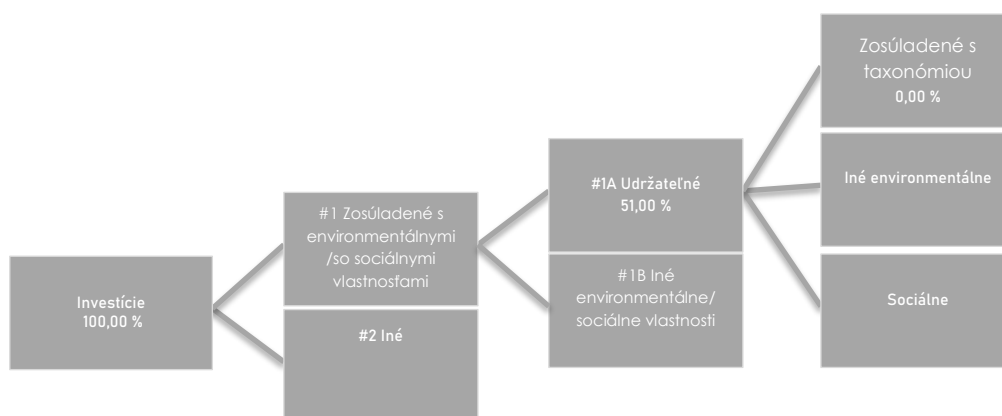 Investície
100,00 %
#1 Zosúladené s
environmentálnymi
/so sociálnymi
vlastnosťami
#2 Iné
#1A Udržateľné
51,00 %
#1B Iné
environmentálne/
sociálne vlastnosti
Zosúladené s
taxonómiou
0,00 %
Iné environmentálne
Sociálne